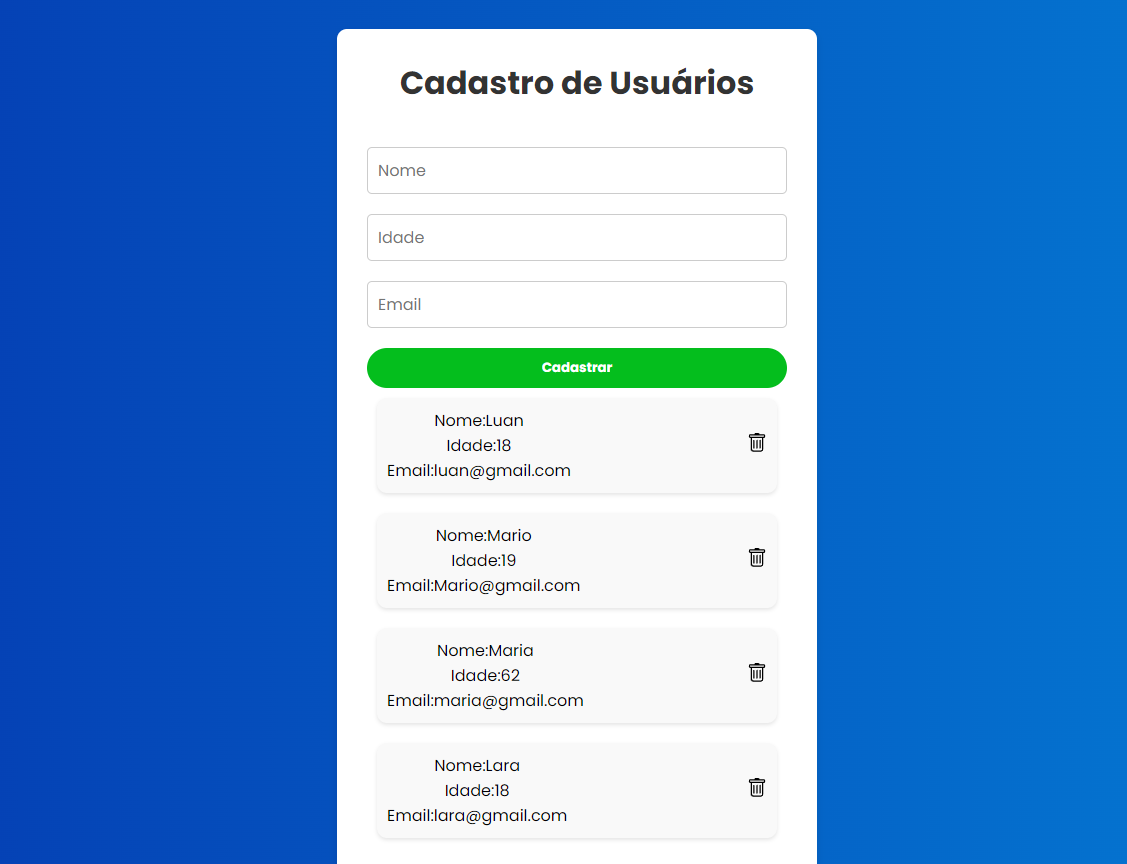 Cadastro de Usuários
Nome
Idade
Email
Cadastrar
Nome:Luan
Idade:18
Email:luan@gmail.com
Nome:Mario
Idade:19
Email:Mario@gmail.com
Nome:Maria
Idade:62
Email:maria@gmail.com
Nome:Lara
Idade:18
Email:lara@gmail.com